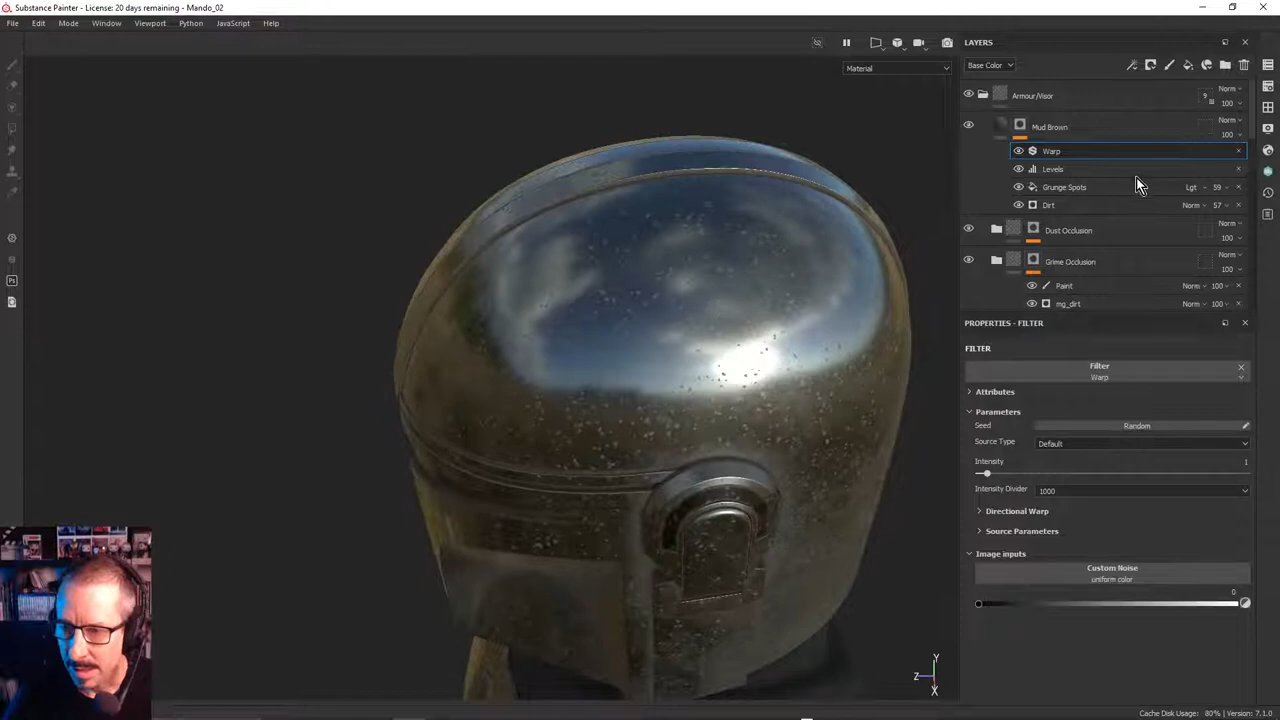 Substance Painter - License: 20 days remaining - Mando_02
File Edit Mode Window Viewport Python JavaScript Help
Material
LAYERS
Base Color
Armour/Visor
9
Norm
100
Mud Brown
Norm
100
Warp
Levels
Grunge Spots Lgt 59
Dirt Norm 57
Dust Occlusion
Norm
100
Grime Occlusion
Norm
100
Paint Norm 100
mg_dirt Norm 100
PROPERTIES - FILTER
FILTER
Filter
Warp
Attributes
Parameters
Seed Random
Source Type Default
Intensity 1
Intensity Divider 1000
Directional Warp
Source Parameters
Image inputs
Custom Noise
uniform color
0
Ps
Y
Z
X
Cache Disk Usage: 80% | Version: 7.1.0